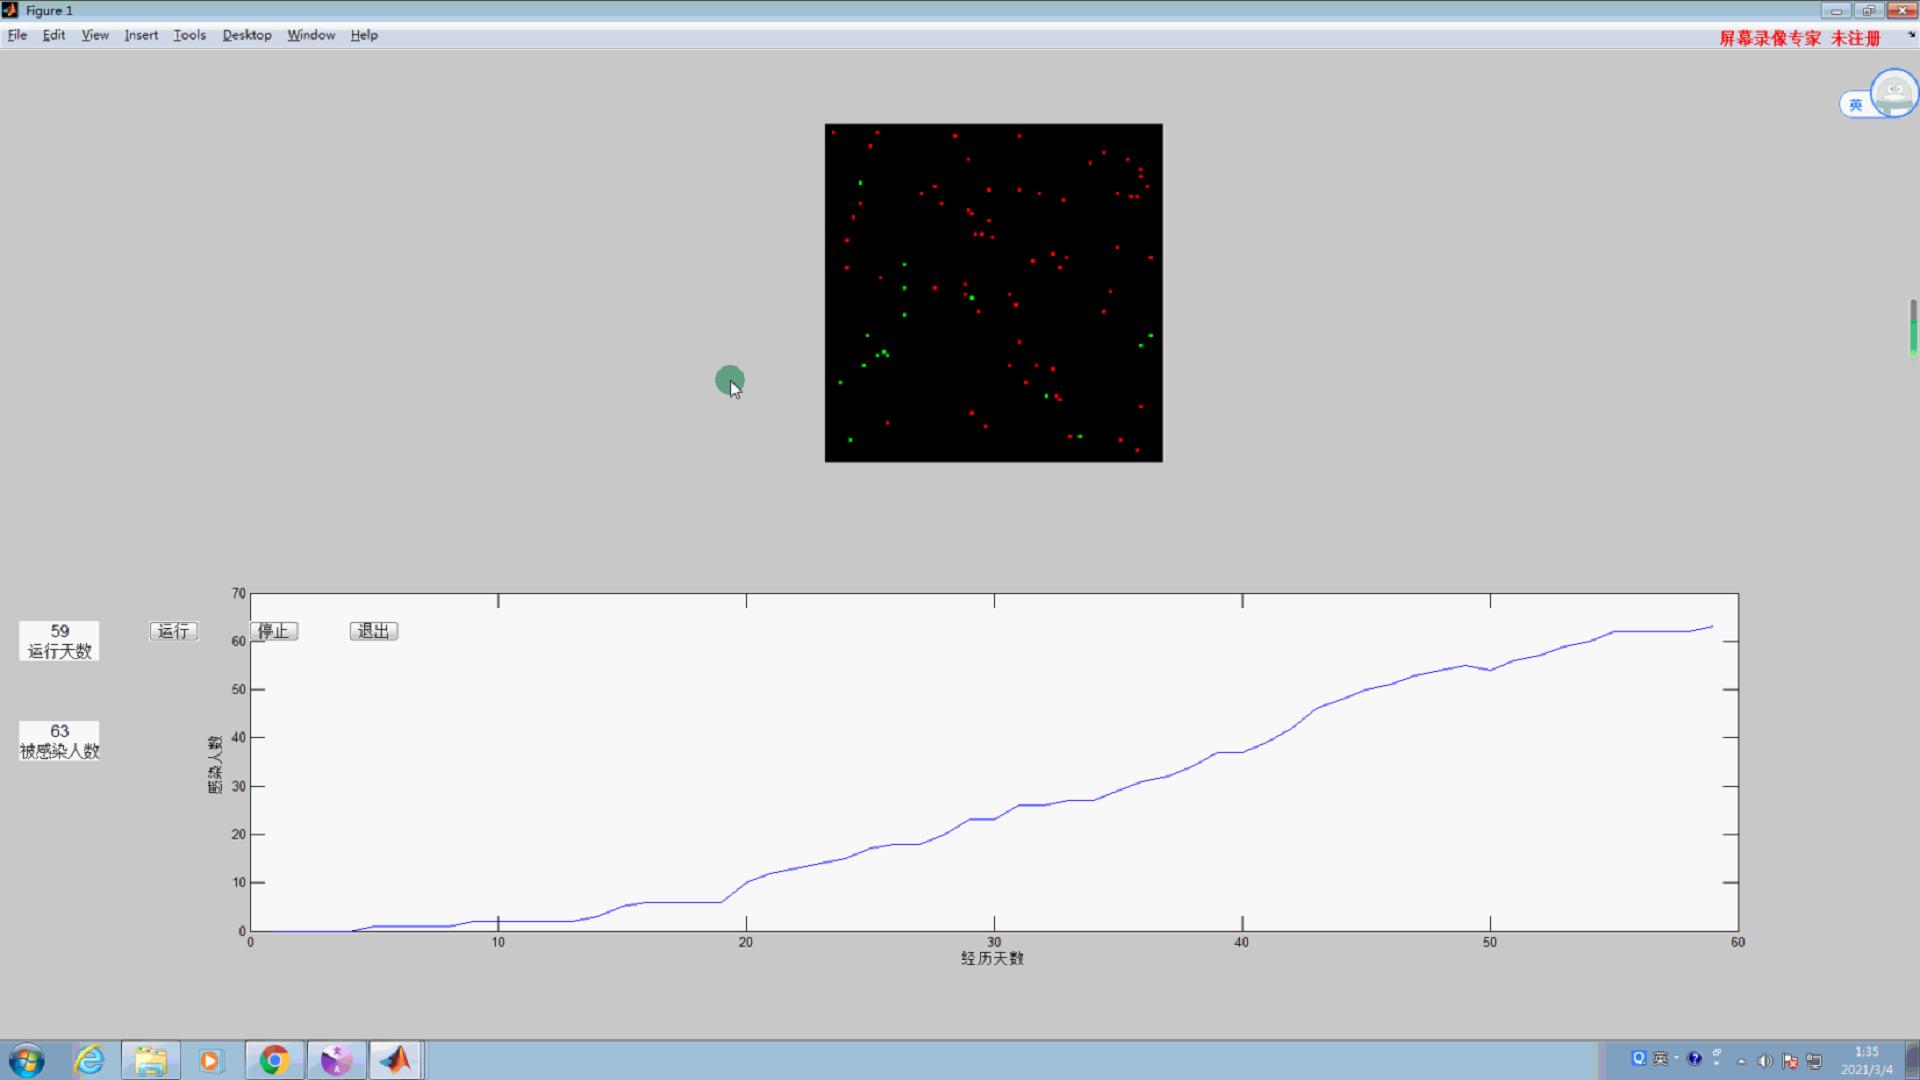 Figure 1
File Edit View Insert Tools Desktop Window Help
屏幕录像专家 未注册
英
59
运行天数
运行
停止
退出
63
被感染人数
感染人数
70
60
50
40
30
20
10
0
0 10 20 30 40 50 60
经历天数
英
1:35
2021/3/4